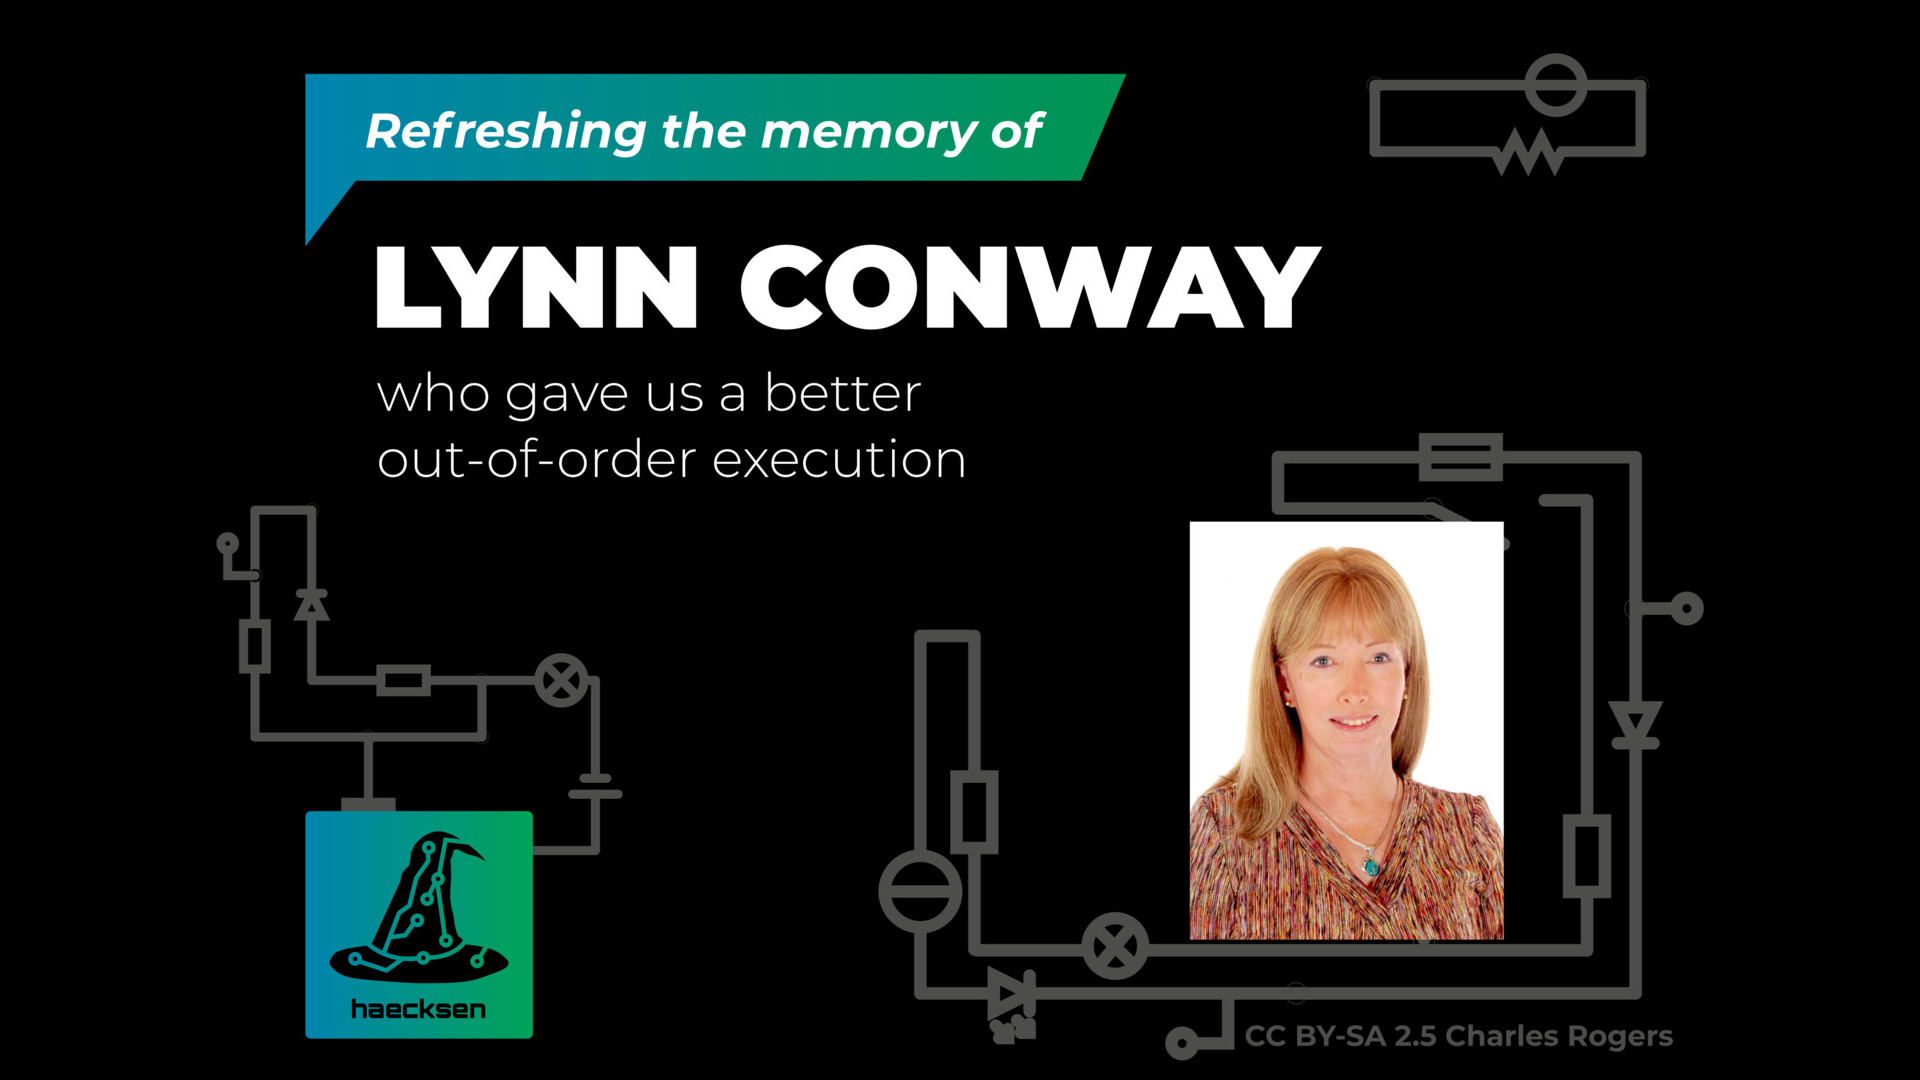 Refreshing the memory of
LYNN CONWAY
who gave us a better
out-of-order execution
haecksen
CC BY-SA 2.5 Charles Rogers